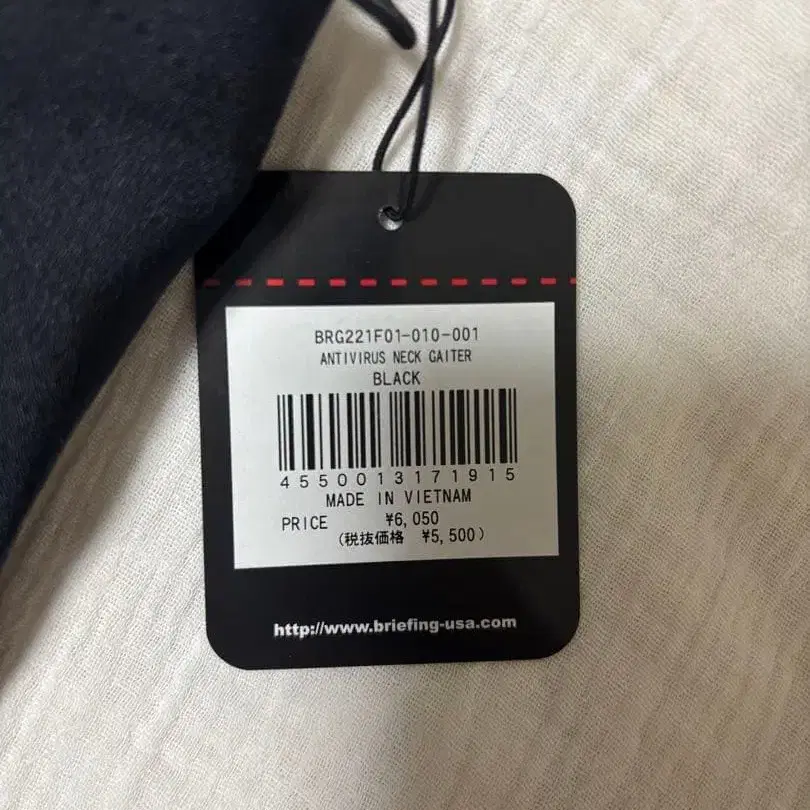 BRG221F01-010-001
ANTIVIRUS NECK GAITER
BLACK
4550013171915
MADE IN VIETNAM
PRICE ¥6,050
(税抜価格 ¥5,500)
http://www.briefing-usa.com